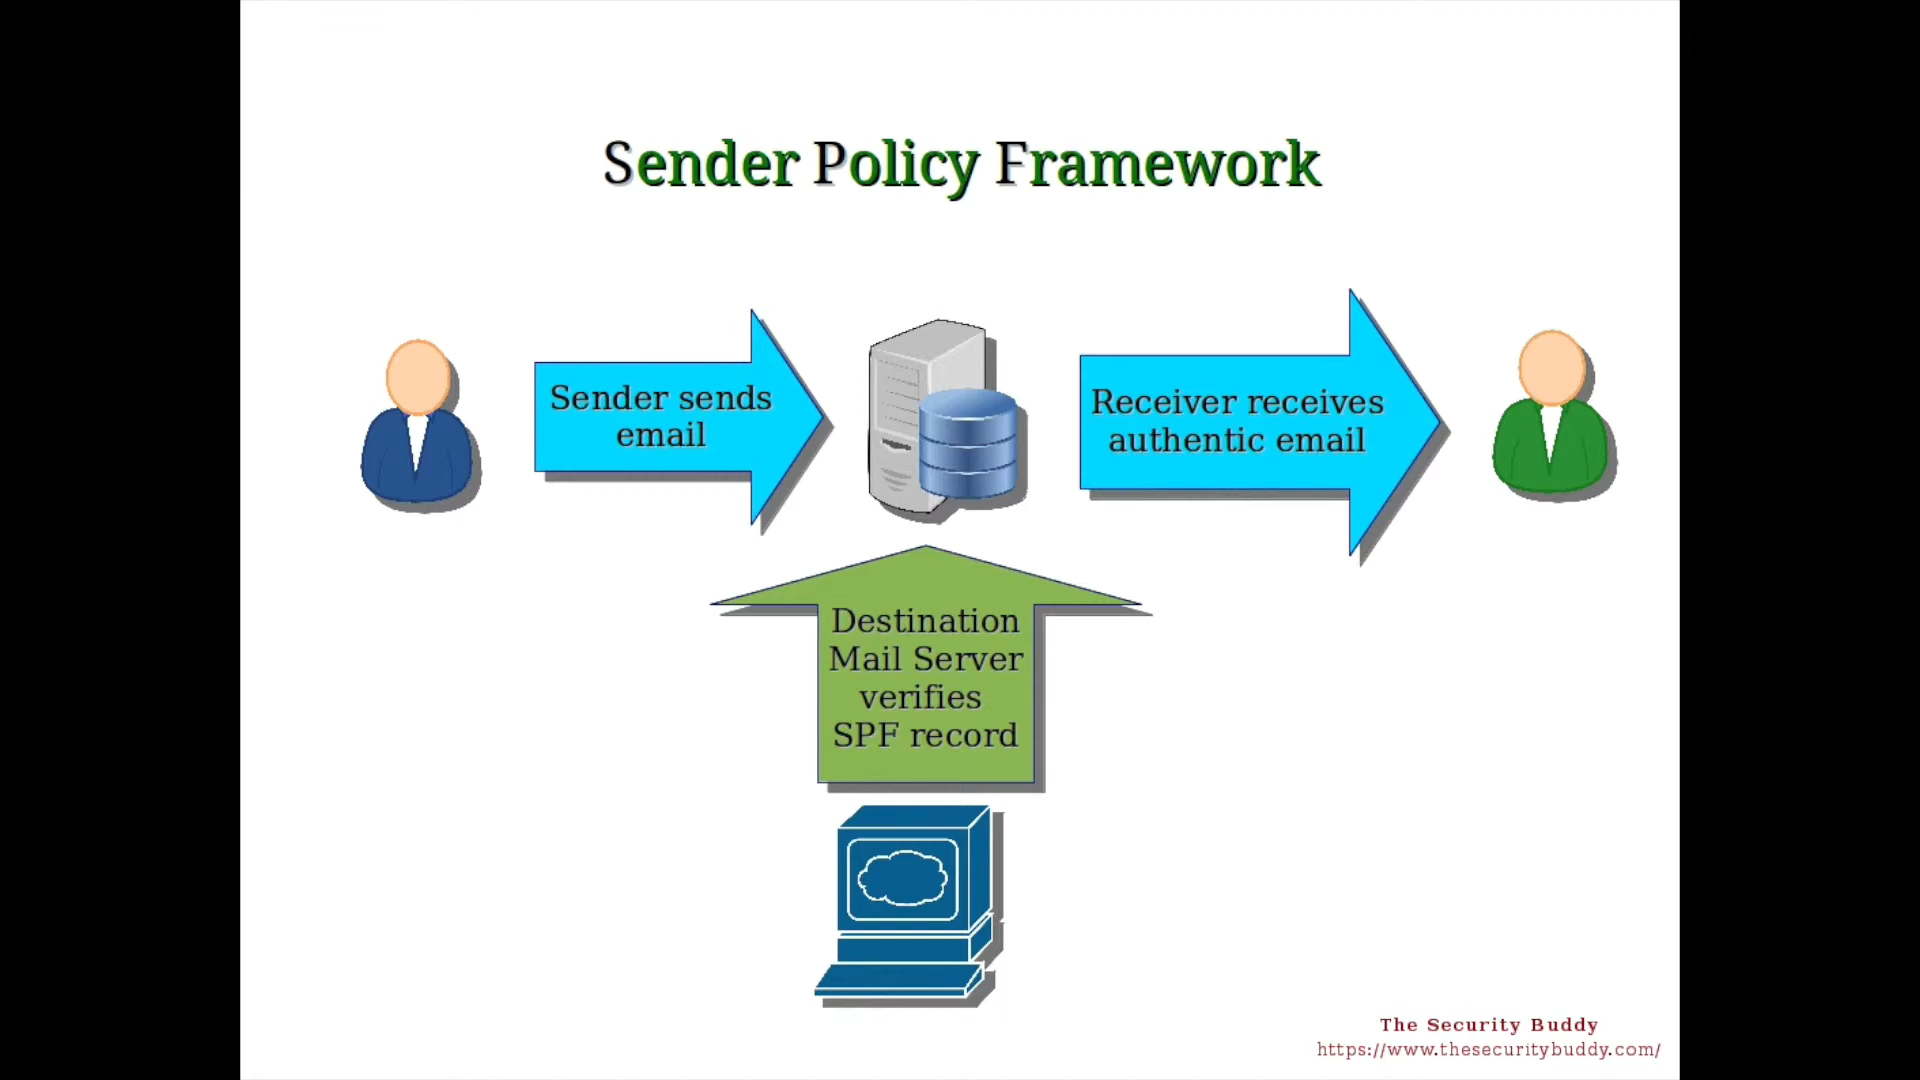 Sender Policy Framework
Sender sends
email
Receiver receives
authentic email
Destination
Mail Server
verifies
SPF record
The Security Buddy
https://www.thesecuritybuddy.com/